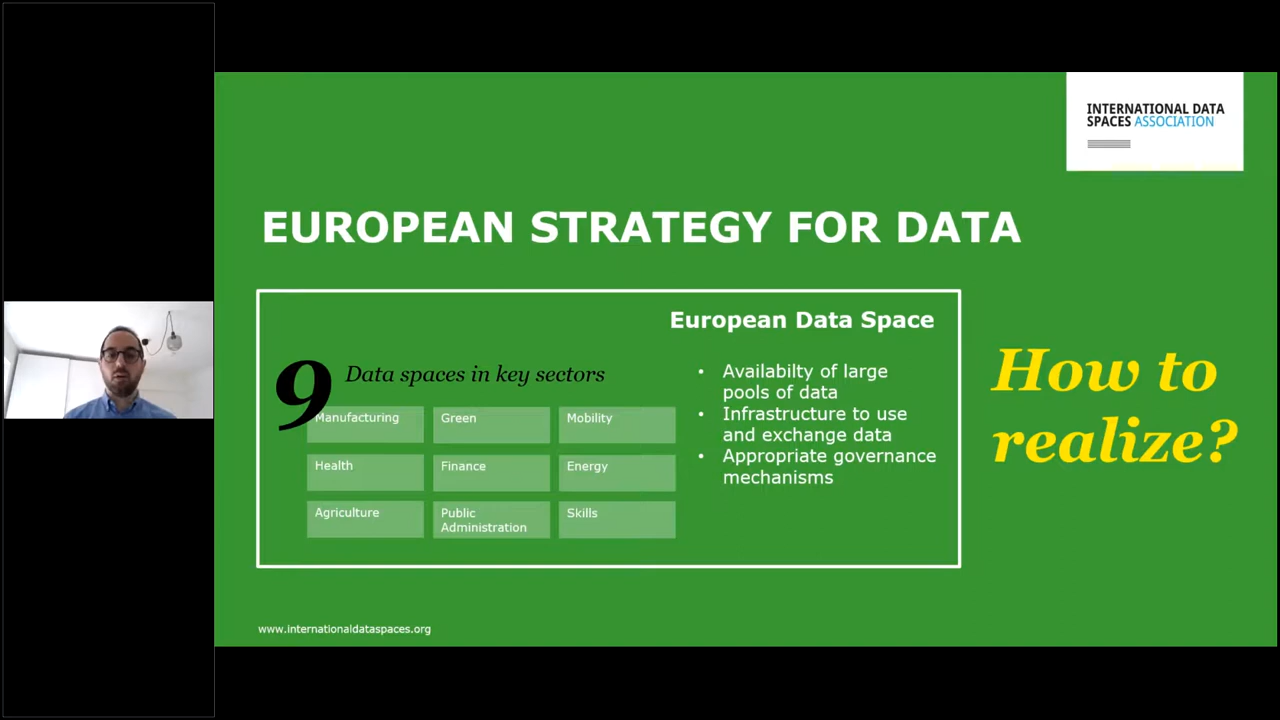 INTERNATIONAL DATA
SPACES ASSOCIATION
EUROPEAN STRATEGY FOR DATA
European Data Space
9
Data spaces in key sectors
Manufacturing
Green
Mobility
Health
Finance
Energy
Agriculture
Public
Administration
Skills
• Availabilty of large
pools of data
• Infrastructure to use
and exchange data
• Appropriate governance
mechanisms
How to
realize?
www.internationaldataspaces.org